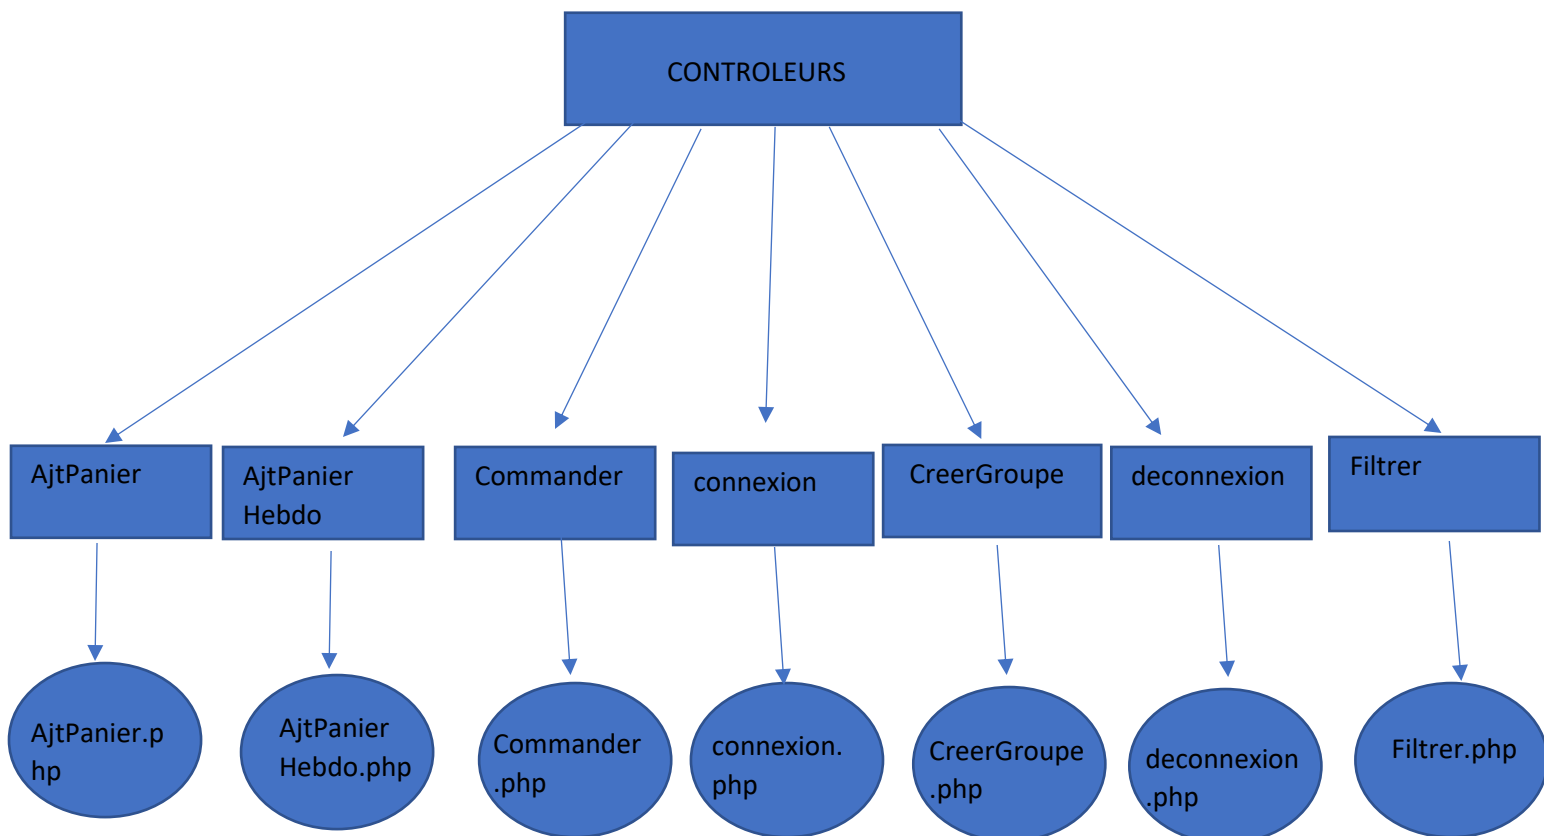 CONTROLEURS
AjtPanier
AjtPanier
Hebdo
Commander
connexion
CreerGroupe
deconnexion
Filtrer
AjtPanier.p
hp
AjtPanier
Hebdo.php
Commander
.php
connexion.
php
CreerGroupe
.php
deconnexion
.php
Filtrer.php